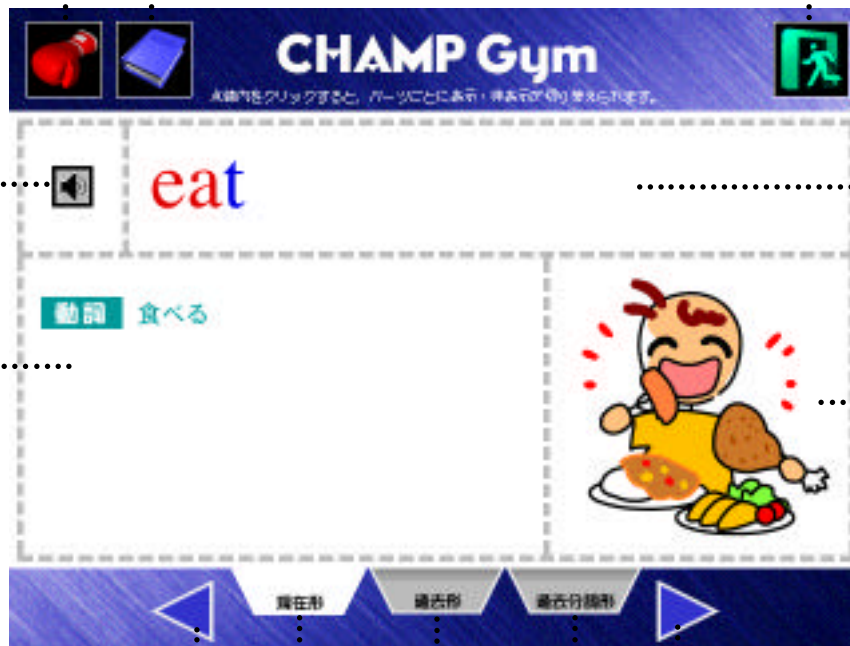 CHAMP Gym
点線内をクリックすると、パーツごとに表示・非表示が切り替えられます。
eat
動詞 食べる
現在形 過去形 過去分詞形